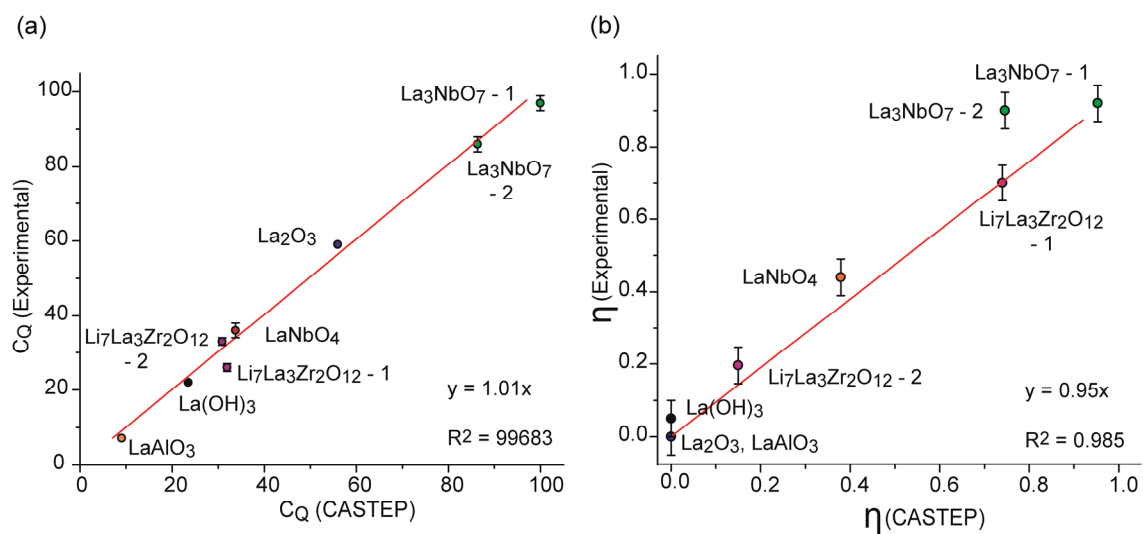 (a)
C_Q (Experimental)
100
80
60
40
20
0
La3NbO7 - 1
La3NbO7
- 2
La2O3
Li7La3Zr2O12
- 2
LaNbO4
Li7La3Zr2O12 - 1
La(OH)3
LaAlO3
y = 1.01x
R2 = 99683
0 20 40 60 80 100
CQ (CASTEP)
(b)
η (Experimental)
1.0
0.8
0.6
0.4
0.2
0.0
La3NbO7 - 1
La3NbO7 - 2
Li7La3Zr2O12
- 1
LaNbO4
Li7La3Zr2O12 - 2
La(OH)3
La2O3, LaAlO3
y = 0.95x
R2 = 0.985
0.0 0.2 0.4 0.6 0.8 1.0
η (CASTEP)